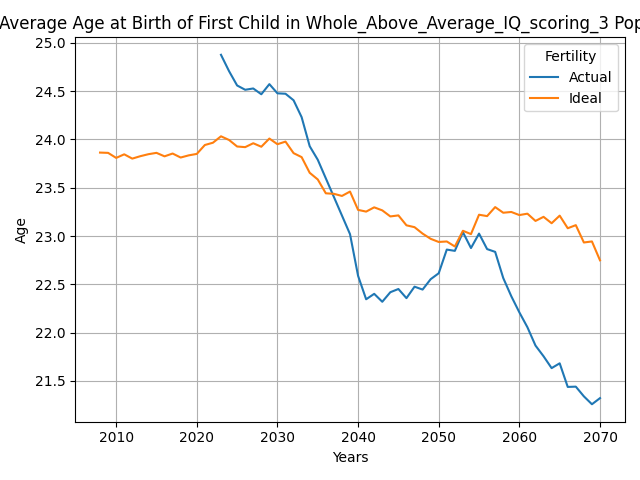 Average Age at Birth of First Child in Whole_Above_Average_IQ_scoring_3 Pop
Fertility
Actual
Ideal
25.0
24.5
24.0
23.5
23.0
22.5
22.0
21.5
Age
2010 2020 2030 2040 2050 2060 2070
Years